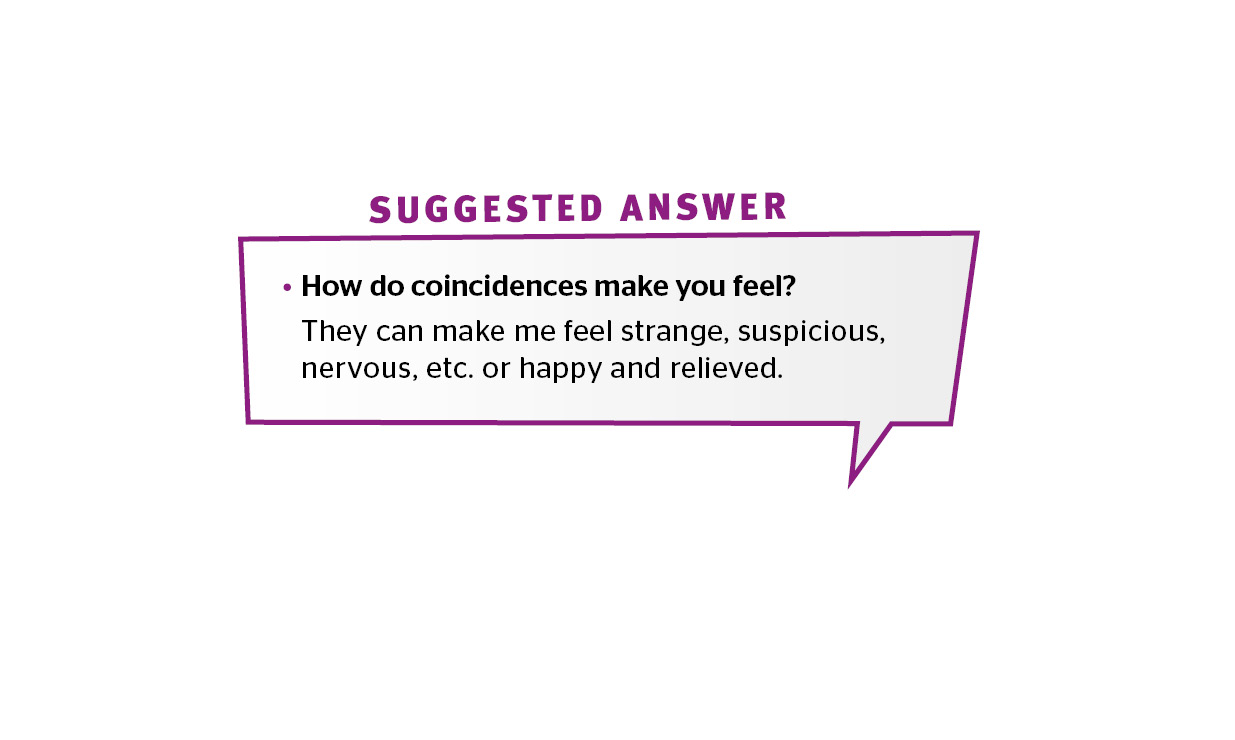 SUGGESTED ANSWER
• How do coincidences make you feel?
They can make me feel strange, suspicious,
nervous, etc. or happy and relieved.